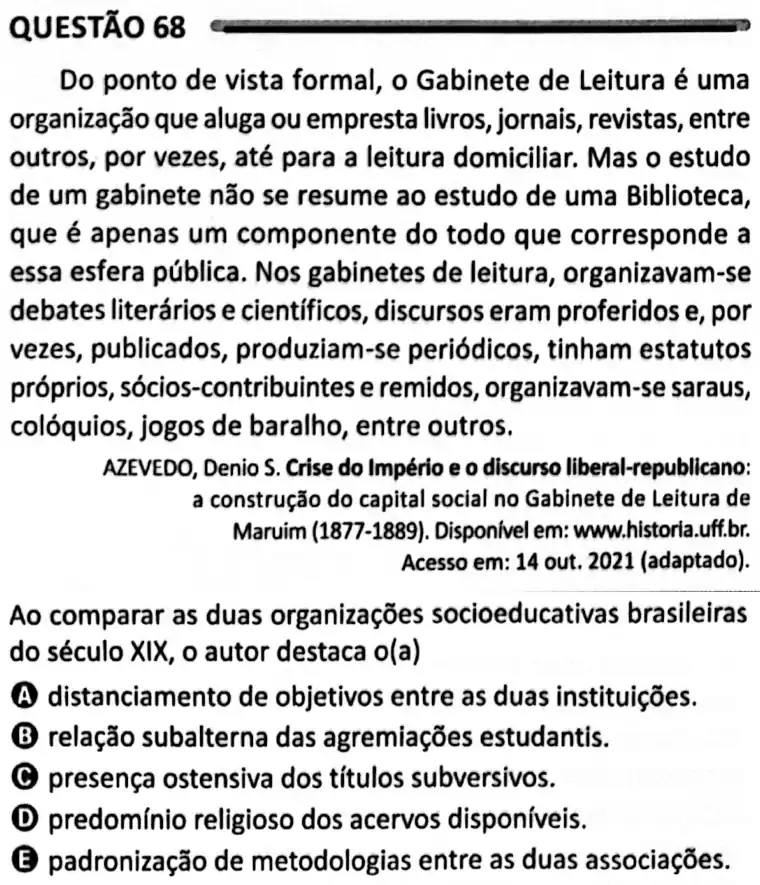 QUESTÃO 68
Do ponto de vista formal, o Gabinete de Leitura é uma
organização que aluga ou empresta livros, jornais, revistas, entre
outros, por vezes, até para a leitura domiciliar. Mas o estudo
de um gabinete não se resume ao estudo de uma Biblioteca,
que é apenas um componente do todo que corresponde a
essa esfera pública. Nos gabinetes de leitura, organizavam-se
debates literários e científicos, discursos eram proferidos e, por
vezes, publicados, produziam-se periódicos, tinham estatutos
próprios, sócios-contribuintes e remidos, organizavam-se saraus,
colóquios, jogos de baralho, entre outros.
AZEVEDO, Denio S. Crise do Império e o discurso liberal-republicano:
a construção do capital social no Gabinete de Leitura de
Maruim (1877-1889). Disponível em: www.historia.uff.br.
Acesso em: 14 out. 2021 (adaptado).
Ao comparar as duas organizações socioeducativas brasileiras
do século XIX, o autor destaca o(a)
A distanciamento de objetivos entre as duas instituições.
B relação subalterna das agremiações estudantis.
C presença ostensiva dos títulos subversivos.
D predomínio religioso dos acervos disponíveis.
E padronização de metodologias entre as duas associações.